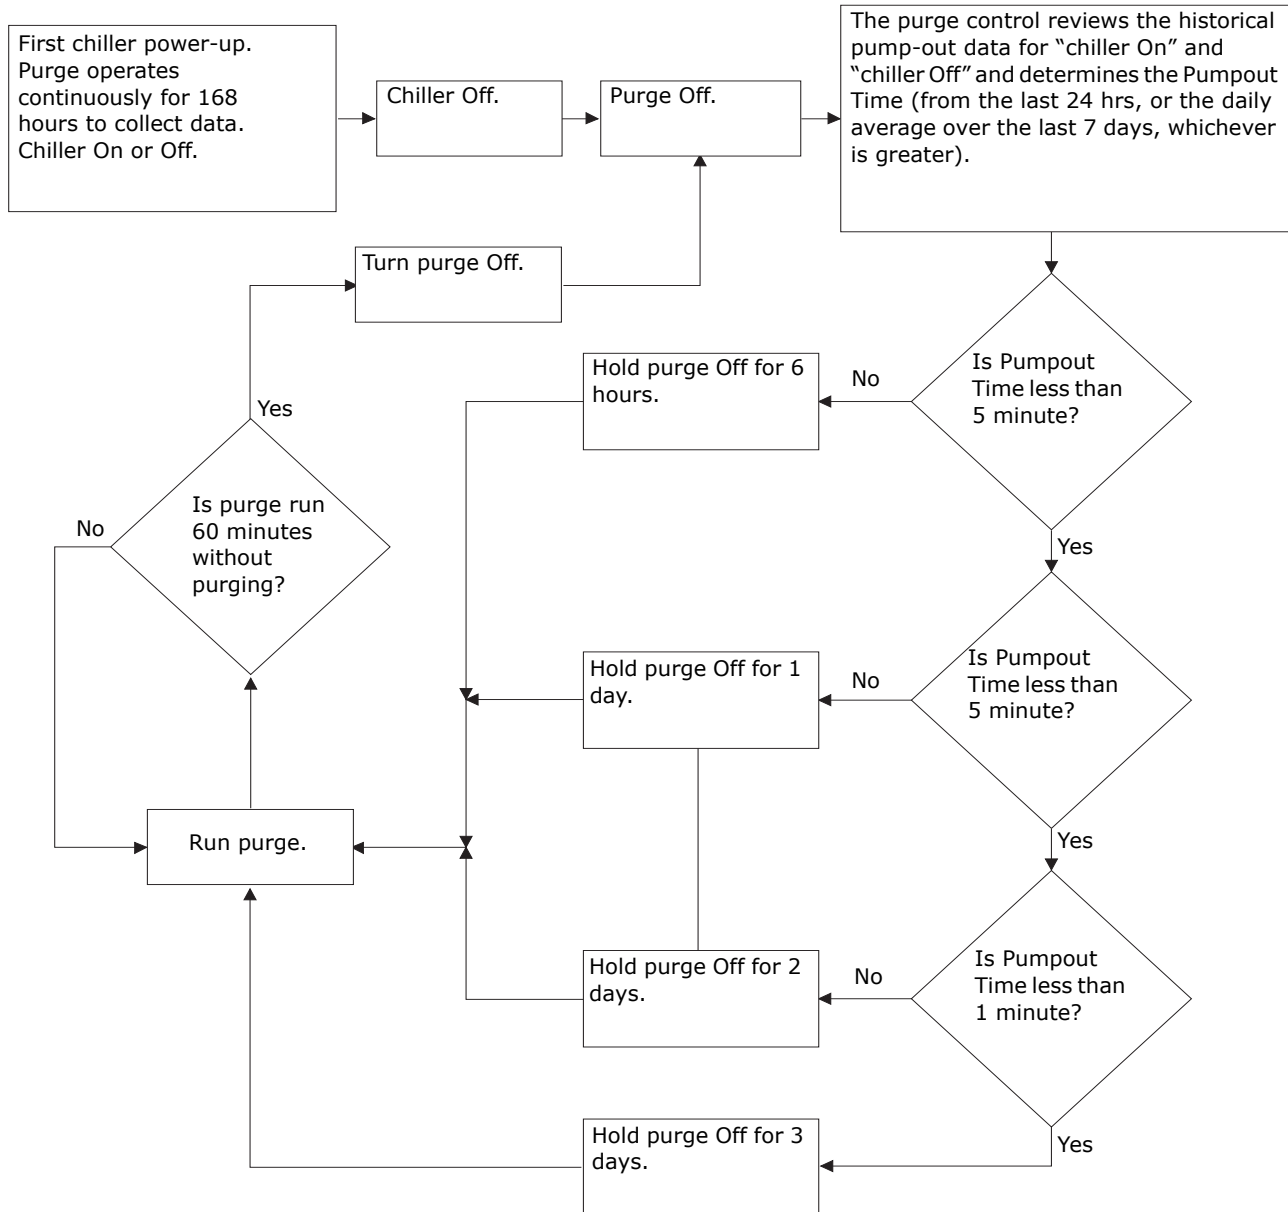 First chiller power-up.
Purge operates
continuously for 168
hours to collect data.
Chiller On or Off.
Chiller Off.
Purge Off.
The purge control reviews the historical
pump-out data for “chiller On” and
“chiller Off” and determines the Pumpout
Time (from the last 24 hrs, or the daily
average over the last 7 days, whichever
is greater).
Turn purge Off.
Is Pumpout
Time less than
5 minute?
No
Hold purge Off for 6
hours.
Yes
Is purge run
60 minutes
without
purging?
No
Yes
Is Pumpout
Time less than
5 minute?
No
Hold purge Off for 1
day.
Run purge.
Yes
Is Pumpout
Time less than
1 minute?
No
Hold purge Off for 2
days.
Yes
Hold purge Off for 3
days.